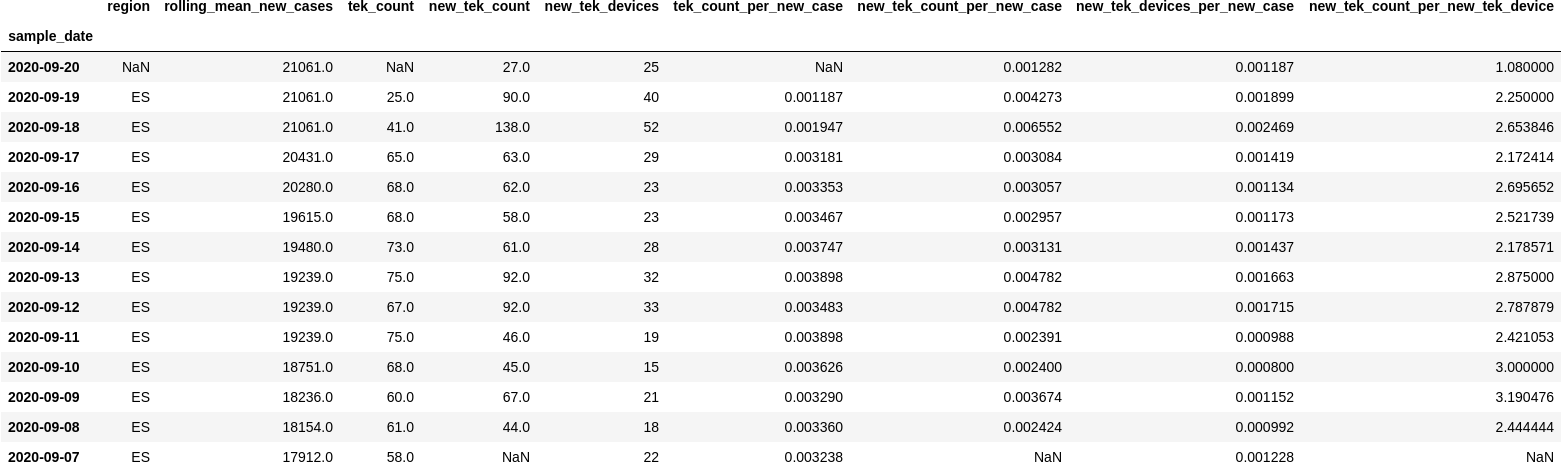 region rolling_mean_new_cases tek_count new_tek_count new_tek_devices tek_count_per_new_case new_tek_count_per_new_case new_tek_devices_per_new_case new_tek_count_per_new_tek_device
sample_date
2020-09-20 NaN 21061.0 NaN 27.0 25 NaN 0.001282 0.001187 1.080000
2020-09-19 ES 21061.0 25.0 90.0 40 0.001187 0.004273 0.001899 2.250000
2020-09-18 ES 21061.0 41.0 138.0 52 0.001947 0.006552 0.002469 2.653846
2020-09-17 ES 20431.0 65.0 63.0 29 0.003181 0.003084 0.001419 2.172414
2020-09-16 ES 20280.0 68.0 62.0 23 0.003353 0.003057 0.001134 2.695652
2020-09-15 ES 19615.0 68.0 58.0 23 0.003467 0.002957 0.001173 2.521739
2020-09-14 ES 19480.0 73.0 61.0 28 0.003747 0.003131 0.001437 2.178571
2020-09-13 ES 19239.0 75.0 92.0 32 0.003898 0.004782 0.001663 2.875000
2020-09-12 ES 19239.0 67.0 92.0 33 0.003483 0.004782 0.001715 2.787879
2020-09-11 ES 19239.0 75.0 46.0 19 0.003898 0.002391 0.000988 2.421053
2020-09-10 ES 18751.0 68.0 45.0 15 0.003626 0.002400 0.000800 3.000000
2020-09-09 ES 18236.0 60.0 67.0 21 0.003290 0.003674 0.001152 3.190476
2020-09-08 ES 18154.0 61.0 44.0 18 0.003360 0.002424 0.000992 2.444444
2020-09-07 ES 17912.0 58.0 NaN 22 0.003238 NaN 0.001228 NaN